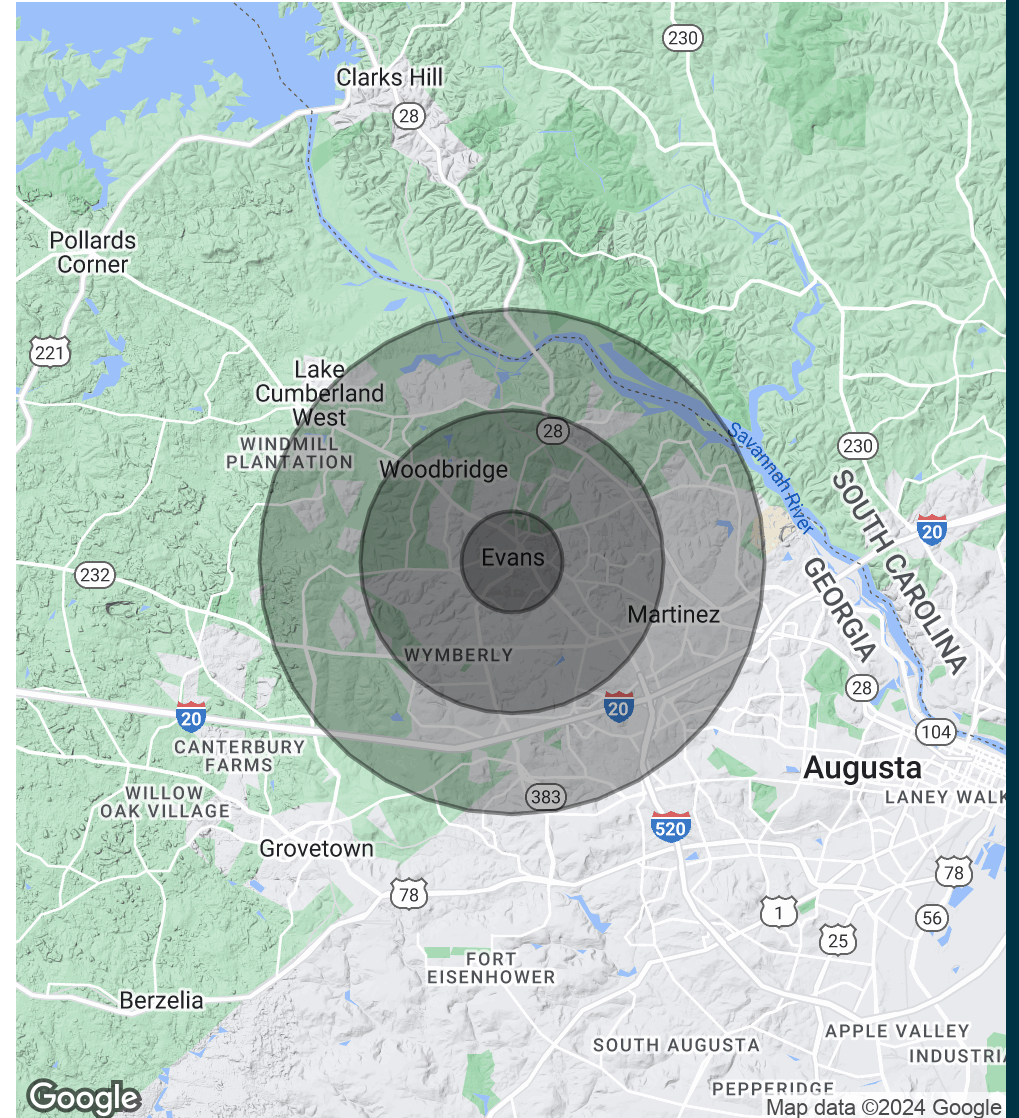 230
Clarks Hill
28
Pollards
Corner
221
Lake
Cumberland
West
WINDMILL
PLANTATION
28
Woodbridge
Savannah River
230
SOUTH CAROLINA
20
Evans
232
GEORGIA
Martinez
WYMBERLY
28
20
20
104
CANTERBURY
FARMS
Augusta
WILLOW
OAK VILLAGE
383
LANEY WALK
520
Grovetown
78
78
1
56
25
FORT
EISENHOWER
Berzelia
APPLE VALLEY
SOUTH AUGUSTA
INDUSTRIA
PEPPERIDGE
Google
Map data ©2024 Google